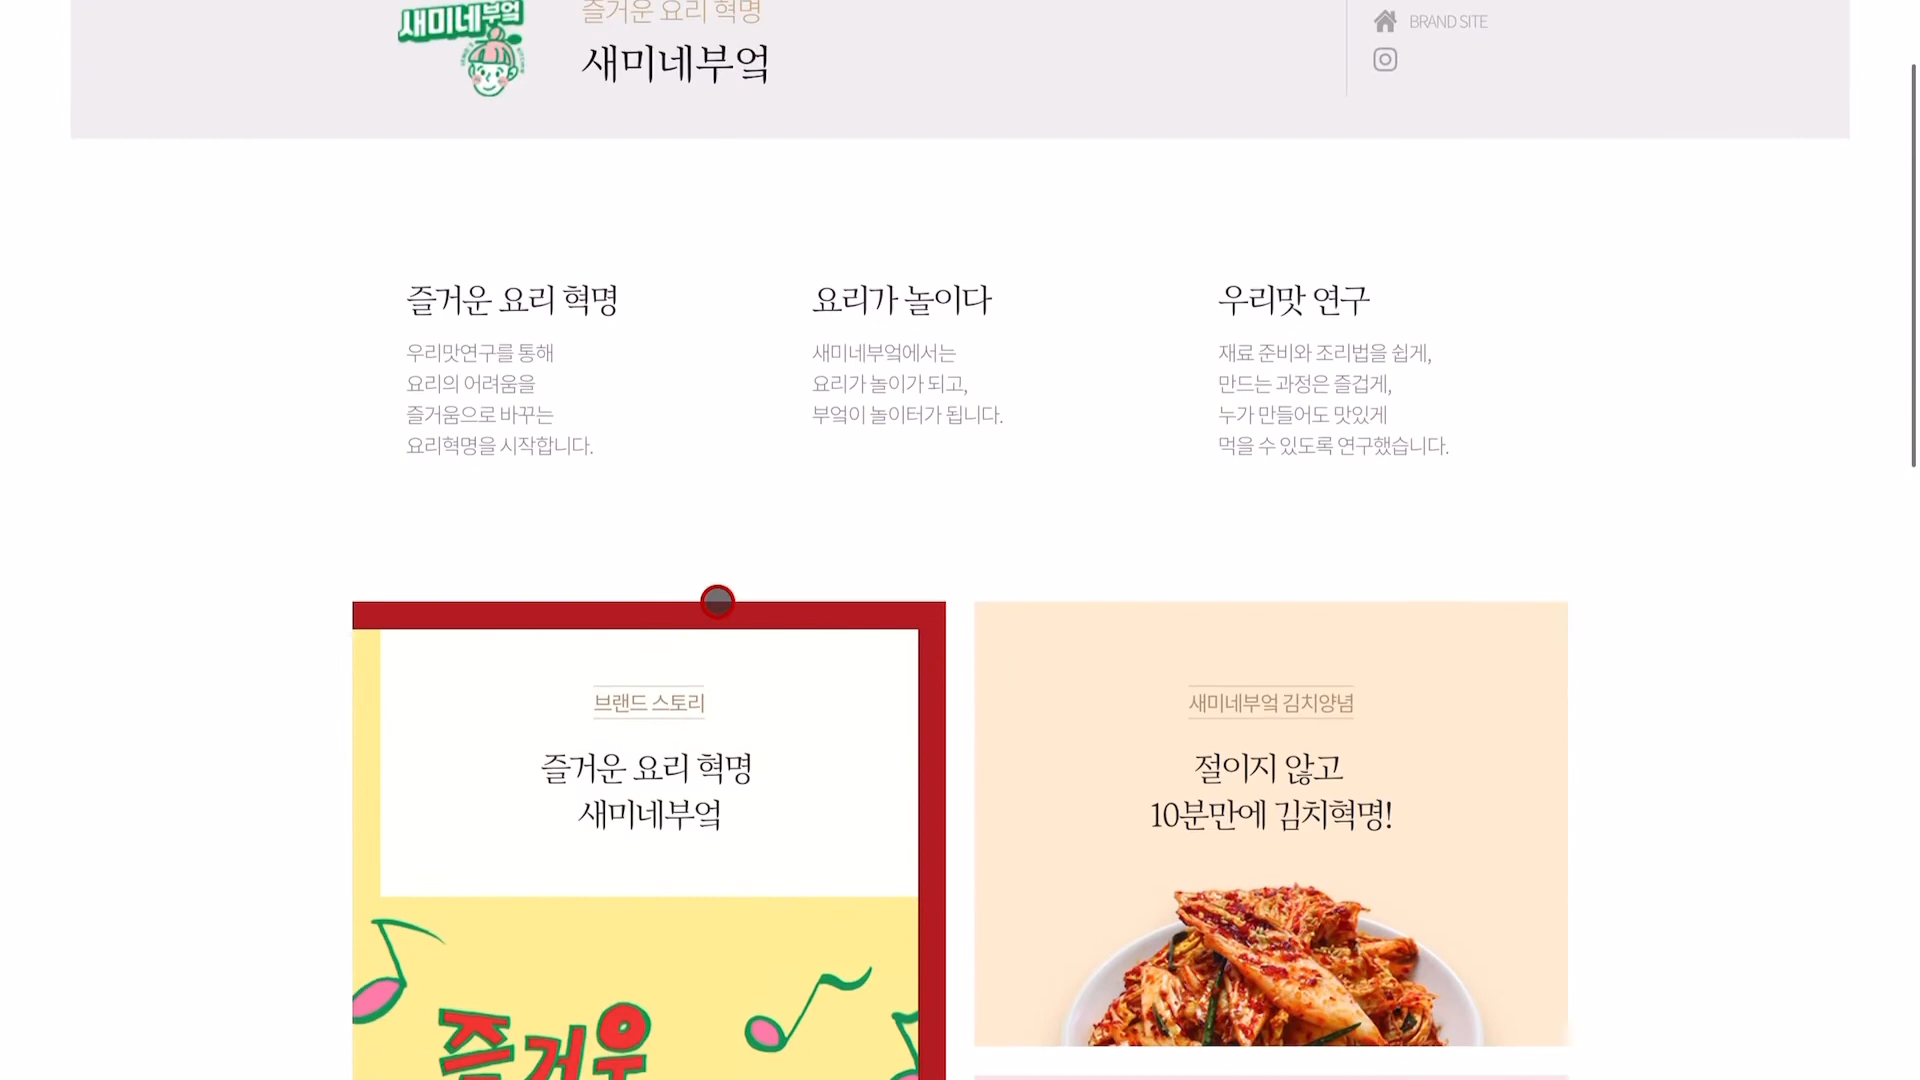 새미네부엌
즐거운 요리 혁명
새미네부엌
BRAND SITE
즐거운 요리 혁명
우리맛연구를 통해
요리의 어려움을
즐거움으로 바꾸는
요리혁명을 시작합니다.
요리가 놀이다
새미네부엌에서는
요리가 놀이가 되고,
부엌이 놀이터가 됩니다.
우리맛 연구
재료 준비와 조리법을 쉽게,
만드는 과정은 즐겁게,
누가 만들어도 맛있게
먹을 수 있도록 연구했습니다.
브랜드 스토리
즐거운 요리 혁명
새미네부엌
즐거운
새미네부엌 김치양념
절이지 않고
10분만에 김치혁명!